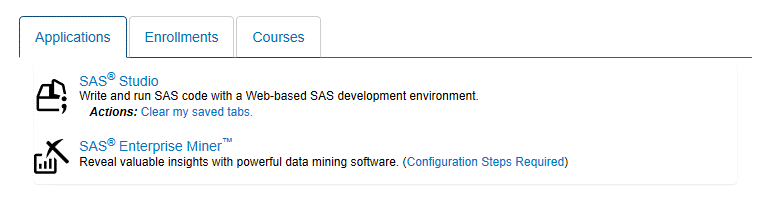 Applications Enrollments Courses
SAS® Studio
Write and run SAS code with a Web-based SAS development environment.
Actions: Clear my saved tabs.
SAS® Enterprise Miner™
Reveal valuable insights with powerful data mining software. (Configuration Steps Required)